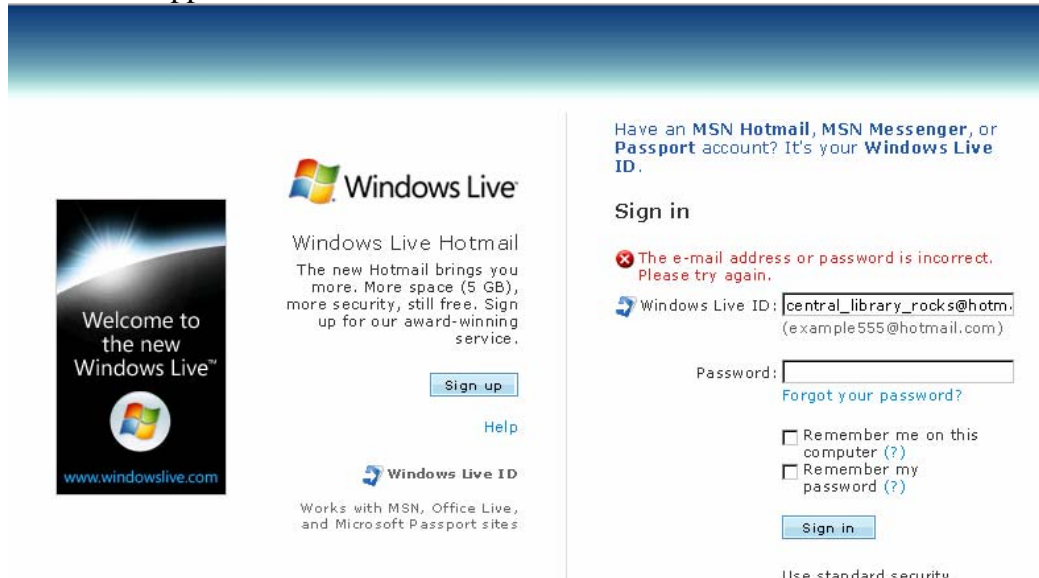 Welcome to
the new
Windows Live™
www.windowslive.com
Windows Live
Windows Live Hotmail
The new Hotmail brings you
more. More space (5 GB),
more security, still free. Sign
up for our award-winning
service.
Sign up
Help
Windows Live ID
Works with MSN, Office Live,
and Microsoft Passport sites
Have an MSN Hotmail, MSN Messenger, or
Passport account? It's your Windows Live
ID.
Sign in
The e-mail address or password is incorrect.
Please try again.
Windows Live ID: central_library_rocks@hotm
(example555@hotmail.com)
Password:
Forgot your password?
Remember me on this
computer (?)
Remember my
password (?)
Sign in
Use standard security